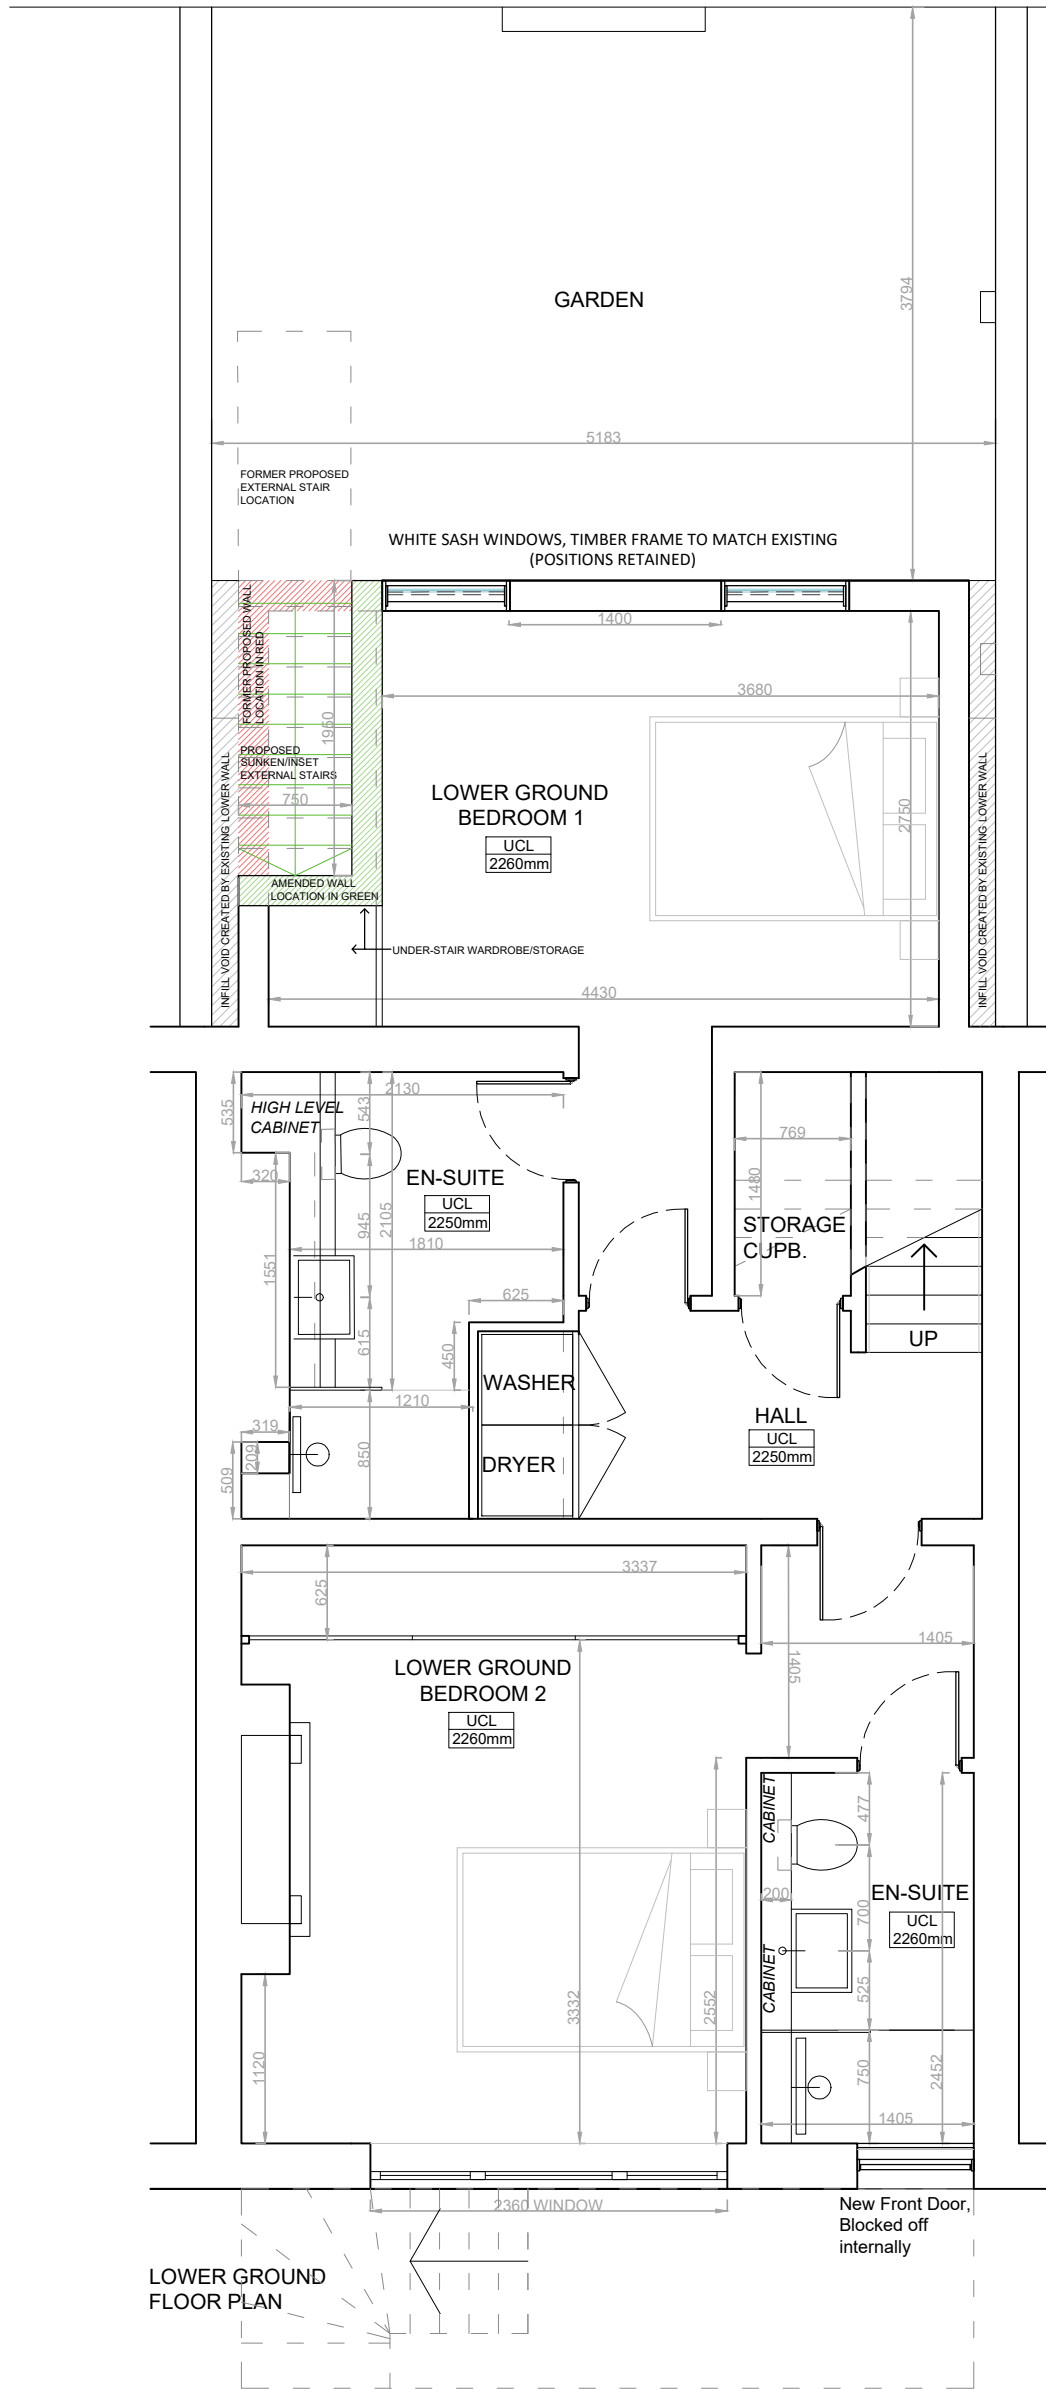 GARDEN
3794
5183
FORMER PROPOSED
EXTERNAL STAIR
LOCATION
WHITE SASH WINDOWS, TIMBER FRAME TO MATCH EXISTING
(POSITIONS RETAINED)
FORMER PROPOSED WALL
LOCATION IN RED
1950
1400
3680
PROPOSED
SUNKEN/INSET
EXTERNAL STAIRS
750
LOWER GROUND
BEDROOM 1
UCL
2260mm
2750
INFILL VOID CREATED BY EXISTING LOWER WALL
AMENDED WALL
LOCATION IN GREEN
INFILL VOID CREATED BY EXISTING LOWER WALL
UNDER-STAIR WARDROBE/STORAGE
4430
2130
535
HIGH LEVEL
CABINET
543
320
EN-SUITE
UCL
2250mm
945
2105
1810
1551
625
615
450
769
1480
STORAGE
CUPB.
UP
WASHER
DRYER
1210
319
209
509
850
HALL
UCL
2250mm
3337
625
1405
1405
LOWER GROUND
BEDROOM 2
UCL
2260mm
CABINET
477
200
EN-SUITE
UCL
2260mm
700
CABINET
525
3332
2552
1120
750
2452
1405
2360 WINDOW
New Front Door,
Blocked off
internally
LOWER GROUND
FLOOR PLAN